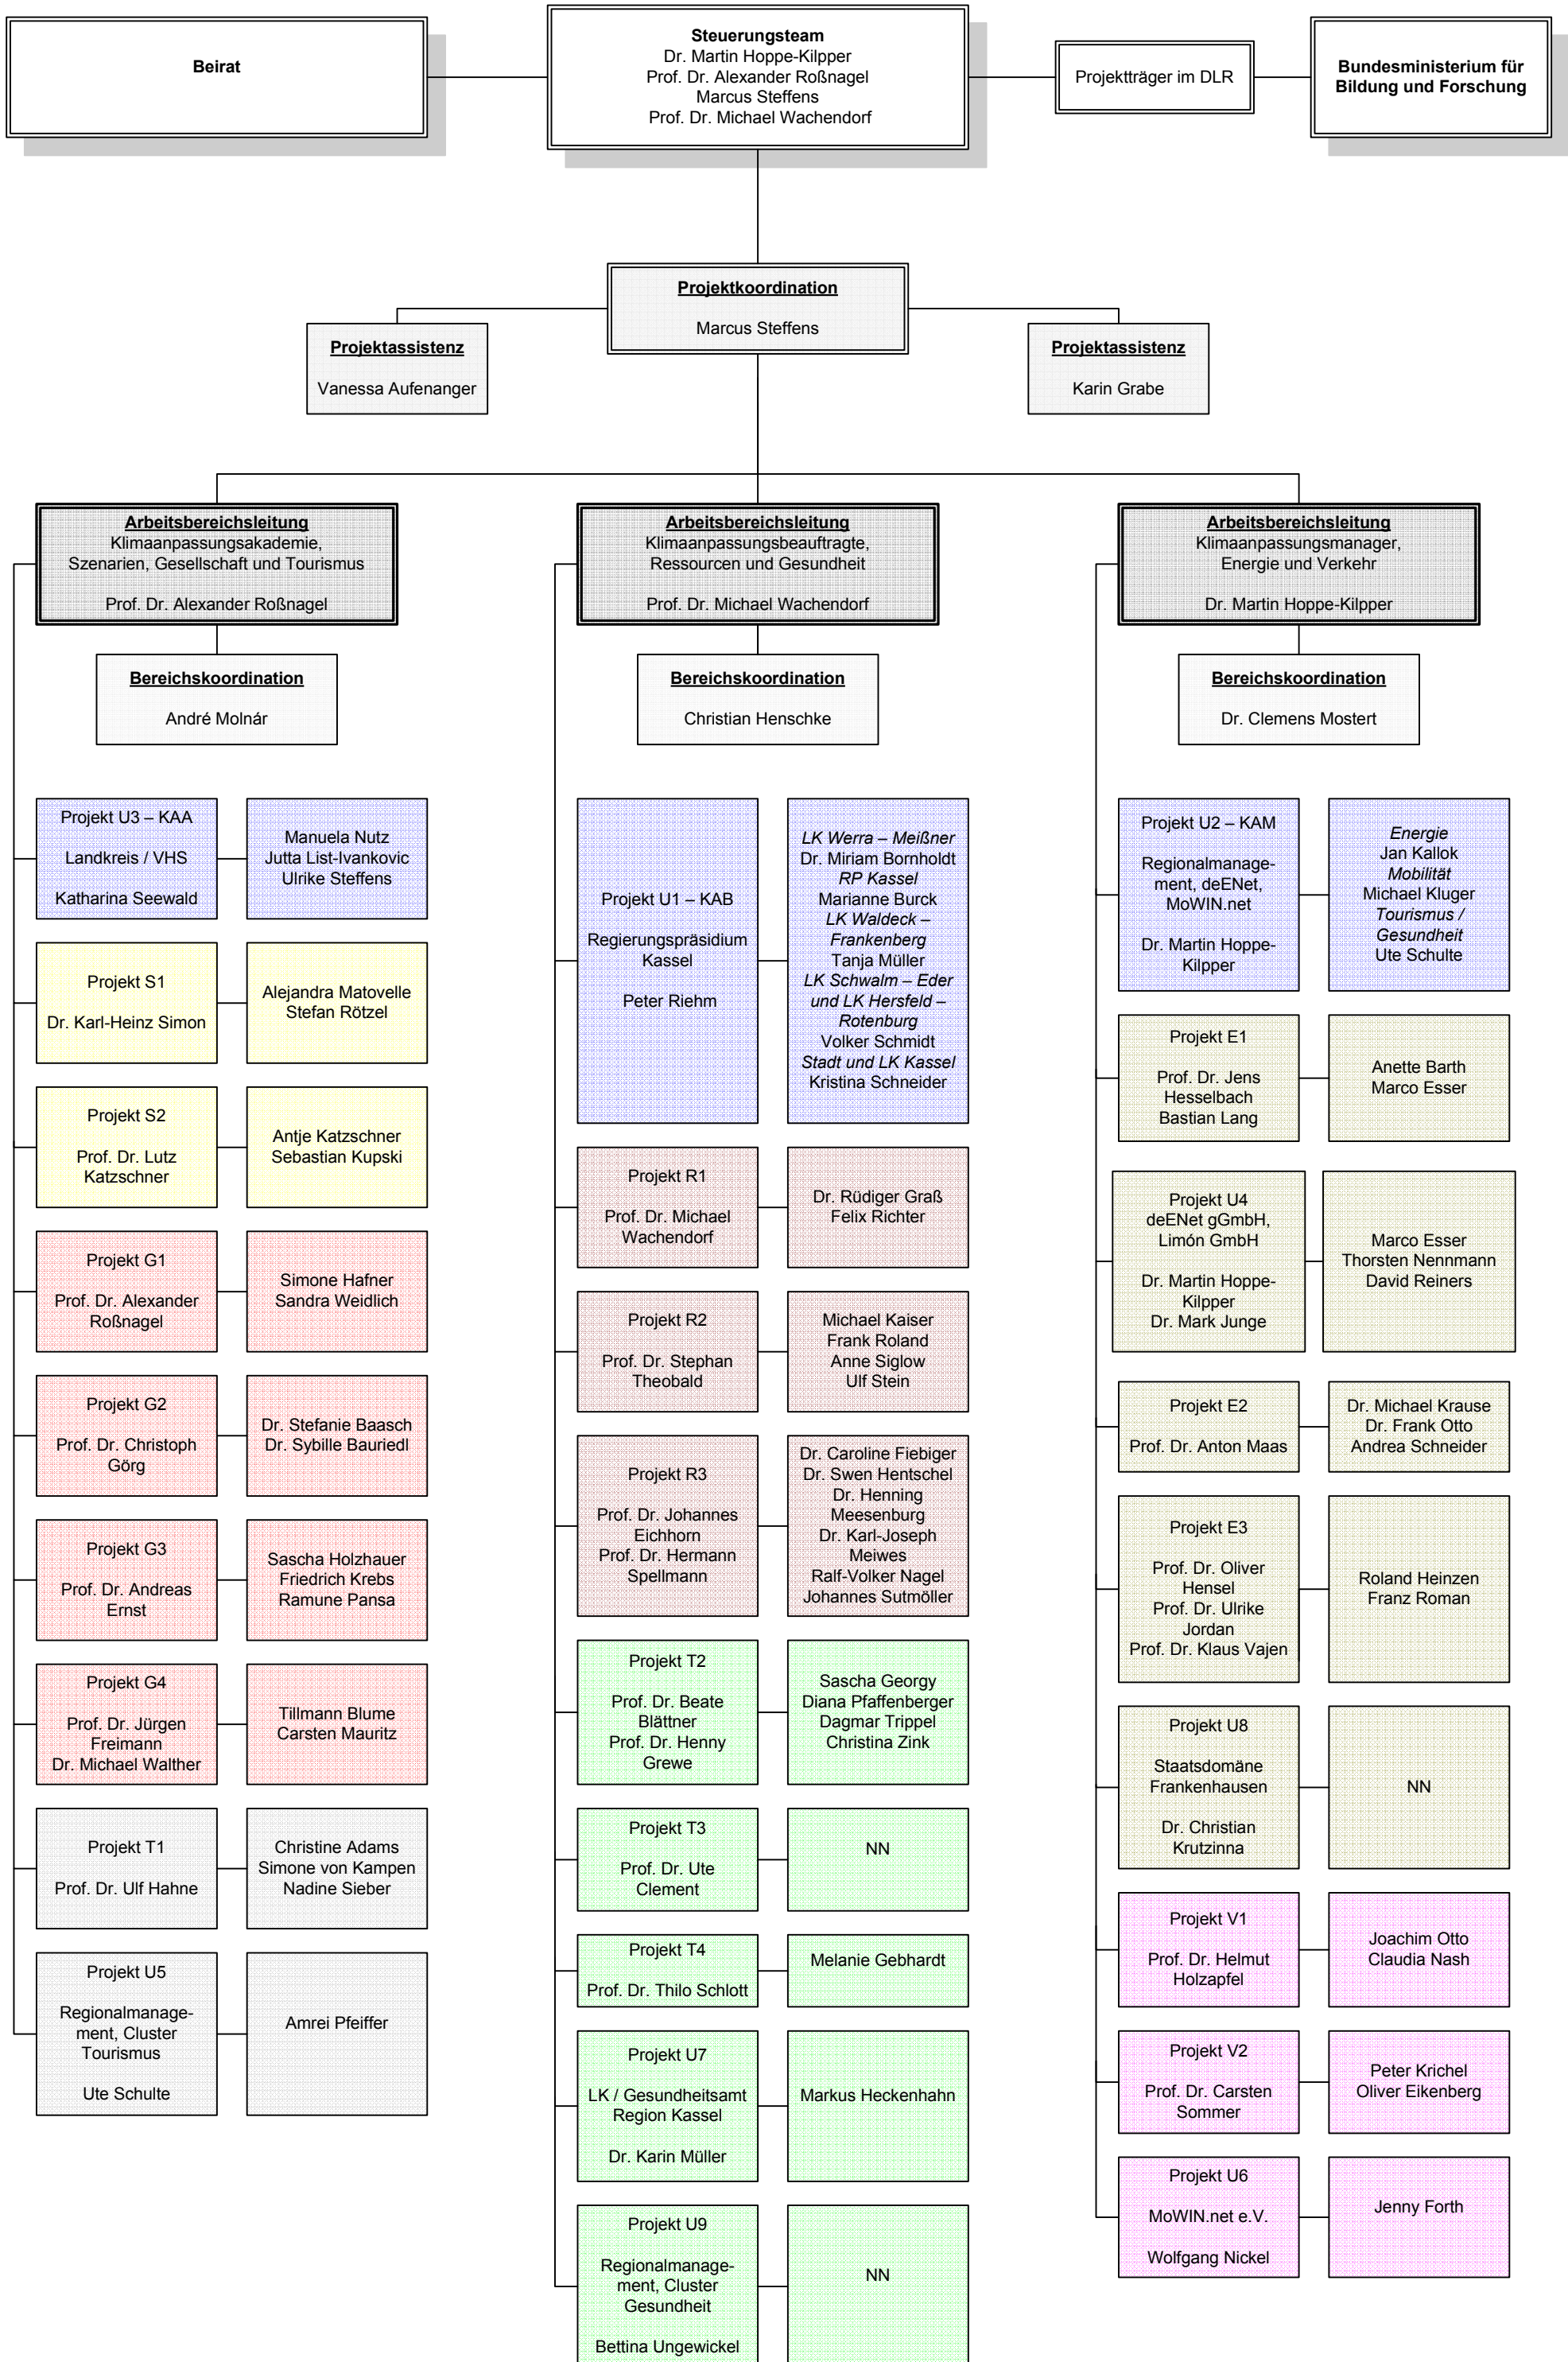 Beirat
Steuerungsteam
Dr. Martin Hoppe-Kilpper
Prof. Dr. Alexander Roßnagel
Marcus Steffens
Prof. Dr. Michael Wachendorf
Projektträger im DLR
Bundesministerium für
Bildung und Forschung
Projektkoordination
Marcus Steffens
Projektassistenz
Vanessa Aufenanger
Projektassistenz
Karin Grabe
Arbeitsbereichsleitung
Klimaanpassungsakademie,
Szenarien, Gesellschaft und Tourismus
Prof. Dr. Alexander Roßnagel
Bereichskoordination
André Molnár
Projekt U3 – KAA
Landkreis / VHS
Katharina Seewald
Manuela Nutz
Jutta List-Ivankovic
Ulrike Steffens
Projekt S1
Dr. Karl-Heinz Simon
Alejandra Matovelle
Stefan Rötzel
Projekt S2
Prof. Dr. Lutz
Katzschner
Antje Katzschner
Sebastian Kupski
Projekt G1
Prof. Dr. Alexander
Roßnagel
Simone Hafner
Sandra Weidlich
Projekt G2
Prof. Dr. Christoph
Görg
Dr. Stefanie Baasch
Dr. Sybille Bauriedl
Projekt G3
Prof. Dr. Andreas
Ernst
Sascha Holzhauer
Friedrich Krebs
Ramune Pansa
Projekt G4
Prof. Dr. Jürgen
Freimann
Dr. Michael Walther
Tillmann Blume
Carsten Mauritz
Projekt T1
Prof. Dr. Ulf Hahne
Christine Adams
Simone von Kampen
Nadine Sieber
Projekt U5
Regionalmanage-
ment, Cluster
Tourismus
Ute Schulte
Amrei Pfeiffer
Arbeitsbereichsleitung
Klimaanpassungsbeauftragte,
Ressourcen und Gesundheit
Prof. Dr. Michael Wachendorf
Bereichskoordination
Christian Henschke
Projekt U1 – KAB
Regierungspräsidium
Kassel
Peter Riehm
LK Werra – Meißner
Dr. Miriam Bornholdt
RP Kassel
Marianne Burck
LK Waldeck –
Frankenberg
Tanja Müller
LK Schwalm – Eder
und LK Hersfeld –
Rotenburg
Volker Schmidt
Stadt und LK Kassel
Kristina Schneider
Projekt R1
Prof. Dr. Michael
Wachendorf
Dr. Rüdiger Graß
Felix Richter
Projekt R2
Prof. Dr. Stephan
Theobald
Michael Kaiser
Frank Roland
Anne Siglow
Ulf Stein
Projekt R3
Prof. Dr. Johannes
Eichhorn
Prof. Dr. Hermann
Spellmann
Dr. Caroline Fiebiger
Dr. Swen Hentschel
Dr. Henning
Meesenburg
Dr. Karl-Joseph
Meiwes
Ralf-Volker Nagel
Johannes Sutmöller
Projekt T2
Prof. Dr. Beate
Blättner
Prof. Dr. Henny
Grewe
Sascha Georgy
Diana Pfaffenberger
Dagmar Trippel
Christina Zink
Projekt T3
Prof. Dr. Ute
Clement
NN
Projekt T4
Prof. Dr. Thilo Schlott
Melanie Gebhardt
Projekt U7
LK / Gesundheitsamt
Region Kassel
Dr. Karin Müller
Markus Heckenhahn
Projekt U9
Regionalmanage-
ment, Cluster
Gesundheit
Bettina Ungewickel
NN
Arbeitsbereichsleitung
Klimaanpassungsmanager,
Energie und Verkehr
Dr. Martin Hoppe-Kilpper
Bereichskoordination
Dr. Clemens Mostert
Projekt U2 – KAM
Regionalmanage-
ment, deENet,
MoWIN.net
Dr. Martin Hoppe-
Kilpper
Energie
Jan Kallok
Mobilität
Michael Kluger
Tourismus /
Gesundheit
Ute Schulte
Projekt E1
Prof. Dr. Jens
Hesselbach
Bastian Lang
Anette Barth
Marco Esser
Projekt U4
deENet gGmbH,
Limón GmbH
Dr. Martin Hoppe-
Kilpper
Dr. Mark Junge
Marco Esser
Thorsten Nennmann
David Reiners
Projekt E2
Prof. Dr. Anton Maas
Dr. Michael Krause
Dr. Frank Otto
Andrea Schneider
Projekt E3
Prof. Dr. Oliver
Hensel
Prof. Dr. Ulrike
Jordan
Prof. Dr. Klaus Vajen
Roland Heinzen
Franz Roman
Projekt U8
Staatsdomäne
Frankenhausen
Dr. Christian
Krutzinna
NN
Projekt V1
Prof. Dr. Helmut
Holzapfel
Joachim Otto
Claudia Nash
Projekt V2
Prof. Dr. Carsten
Sommer
Peter Krichel
Oliver Eikenberg
Projekt U6
MoWIN.net e.V.
Wolfgang Nickel
Jenny Forth